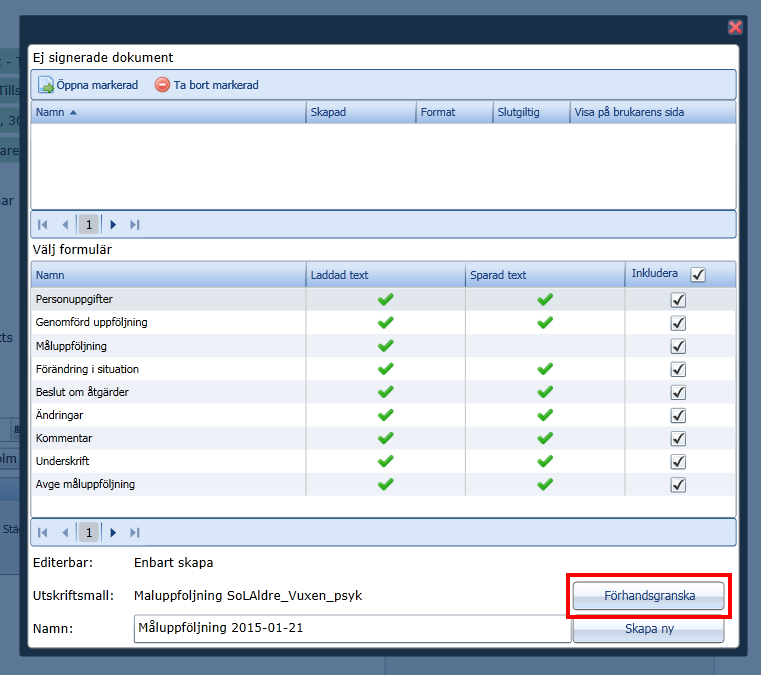 Ej signerade dokument
Öppna markerad Ta bort markerad
Namn Skapad Format Slutgiltig Visa på brukarens sida
1
Välj formulär
Namn Laddad text Sparad text Inkludera
Personuppgifter
Genomförd uppföljning
Måluppföljning
Förändring i situation
Beslut om åtgärder
Ändringar
Kommentar
Underskrift
Avge måluppföljning
1
Editerbar: Enbart skapa
Utskriftsmall: Maluppfoljning SoLAldre_Vuxen_psyk Förhandsgranska
Namn: Måluppföljning 2015-01-21 Skapa ny